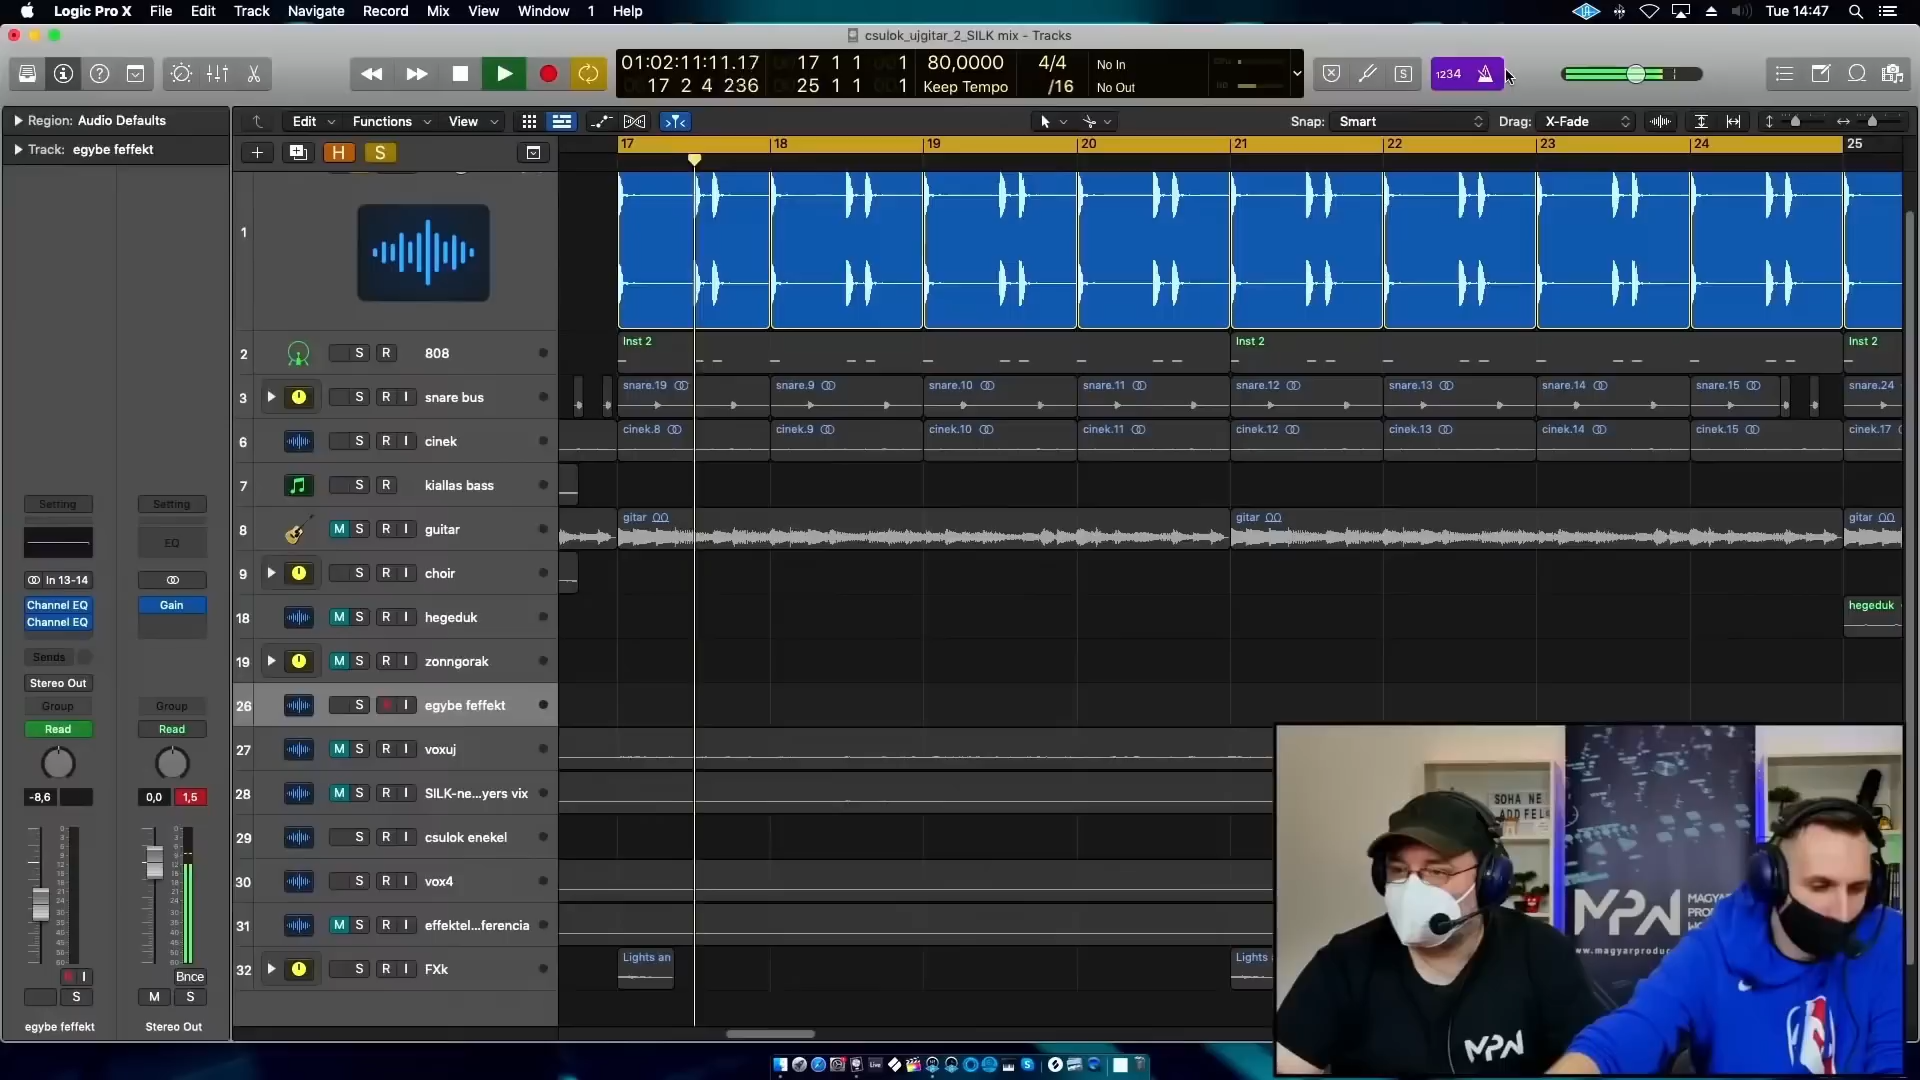 Logic Pro X File Edit Track Navigate Record Mix View Window 1 Help
Tue 14:47
csulok_ujgitar_2_SILK mix - Tracks
01:02:11:11.17 17 1 1 1 80,0000 4/4 No In
17 2 4 236 25 1 1 1 Keep Tempo /16 No Out
1234
Region: Audio Defaults
Track: egybe feffekt
Edit Functions View
Snap: Smart Drag: X-Fade
H S
17 18 19 20 21 22 23 24 25
1
2 S R 808
Inst 2 Inst 2 Inst 2
3 S R I snare bus
snare.19 snare.9 snare.10 snare.11 snare.12 snare.13 snare.14 snare.15 snare.24
6 S R I cinek
cinek.8 cinek.9 cinek.10 cinek.11 cinek.12 cinek.13 cinek.14 cinek.15 cinek.17
7 S R kiallas bass
8 M S R I guitar
gitar gitar gitar
9 S R I choir
18 M S R I hegeduk
hegeduk
19 M S R I zonngorak
26 S R I egybe feffekt
27 M S R I voxuj
28 M S R I SILK-ne...yers vix
29 S R I csulok enekel
30 S R I vox4
31 M S R I effektel...ferencia
32 S R I FXk
Lights an Lights
Setting Setting
EQ
In 13-14
Channel EQ Gain
Channel EQ
Sends
Stereo Out
Group Group
Read Read
-8,6 0,0 1,5
R I Bnce
S M S
egybe feffekt Stereo Out
SOHA NE
ADD FEL
MPW
MAGYAR
PRO
www.magyarproduc
MPW